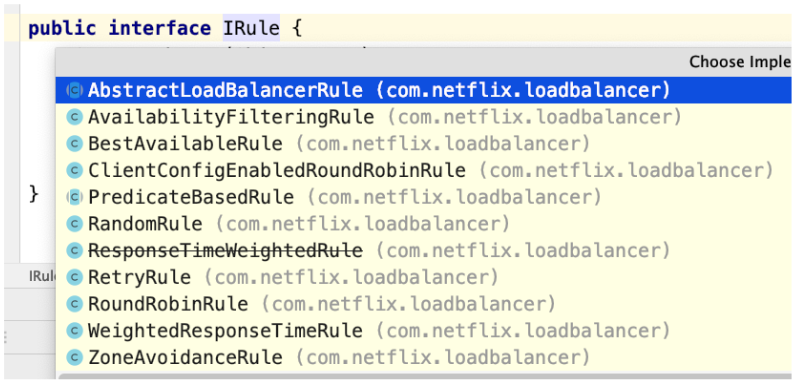 public interface IRule {
Choose Imple
AbstractLoadBalancerRule (com.netflix.loadbalancer)
AvailabilityFilteringRule (com.netflix.loadbalancer)
BestAvailableRule (com.netflix.loadbalancer)
ClientConfigEnabledRoundRobinRule (com.netflix.loadbalancer)
}
PredicateBasedRule (com.netflix.loadbalancer)
RandomRule (com.netflix.loadbalancer)
ResponseTimeWeightedRule (com.netflix.loadbalancer)
IRule
RetryRule (com.netflix.loadbalancer)
RoundRobinRule (com.netflix.loadbalancer)
WeightedResponseTimeRule (com.netflix.loadbalancer)
ZoneAvoidanceRule (com.netflix.loadbalancer)